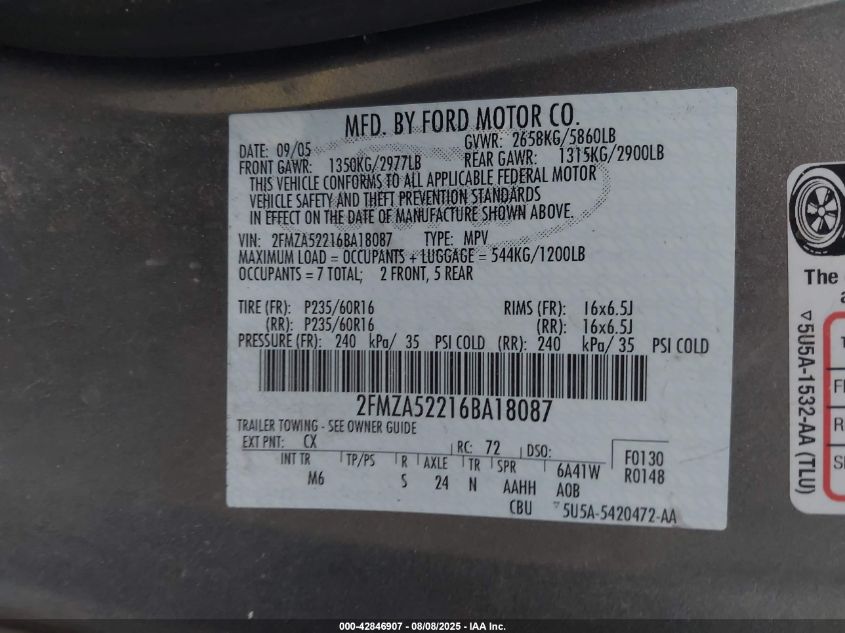 MFD. BY FORD MOTOR CO.
DATE: 09/05 GVWR: 2658KG/5860LB
FRONT GAWR: 1350KG/2977LB REAR GAWR: 1315KG/2900LB
THIS VEHICLE CONFORMS TO ALL APPLICABLE FEDERAL MOTOR
VEHICLE SAFETY AND THEFT PREVENTION STANDARDS
IN EFFECT ON THE DATE OF MANUFACTURE SHOWN ABOVE.
VIN: 2FMZA52216BA18087 TYPE: MPV
MAXIMUM LOAD = OCCUPANTS + LUGGAGE = 544KG/1200LB
OCCUPANTS = 7 TOTAL; 2 FRONT, 5 REAR
TIRE (FR): P235/60R16 RIMS (FR): 16x6.5J
(RR): P235/60R16 (RR): 16x6.5J
PRESSURE (FR): 240 kPa/ 35 PSI COLD (RR): 240 kPa/ 35 PSI COLD
2FMZA52216BA18087
TRAILER TOWING - SEE OWNER GUIDE
EXT PNT: CX RC: 72 DSO: F0130
INT TR TP/PS R AXLE TR SPR 6A41W R0148
M6 S 24 N AAHH A0B
CBU ▽5U5A-5420472-AA
The
▽5U5A-1532-AA (TLU)
000-42846907 - 08/08/2025 - IAA Inc.